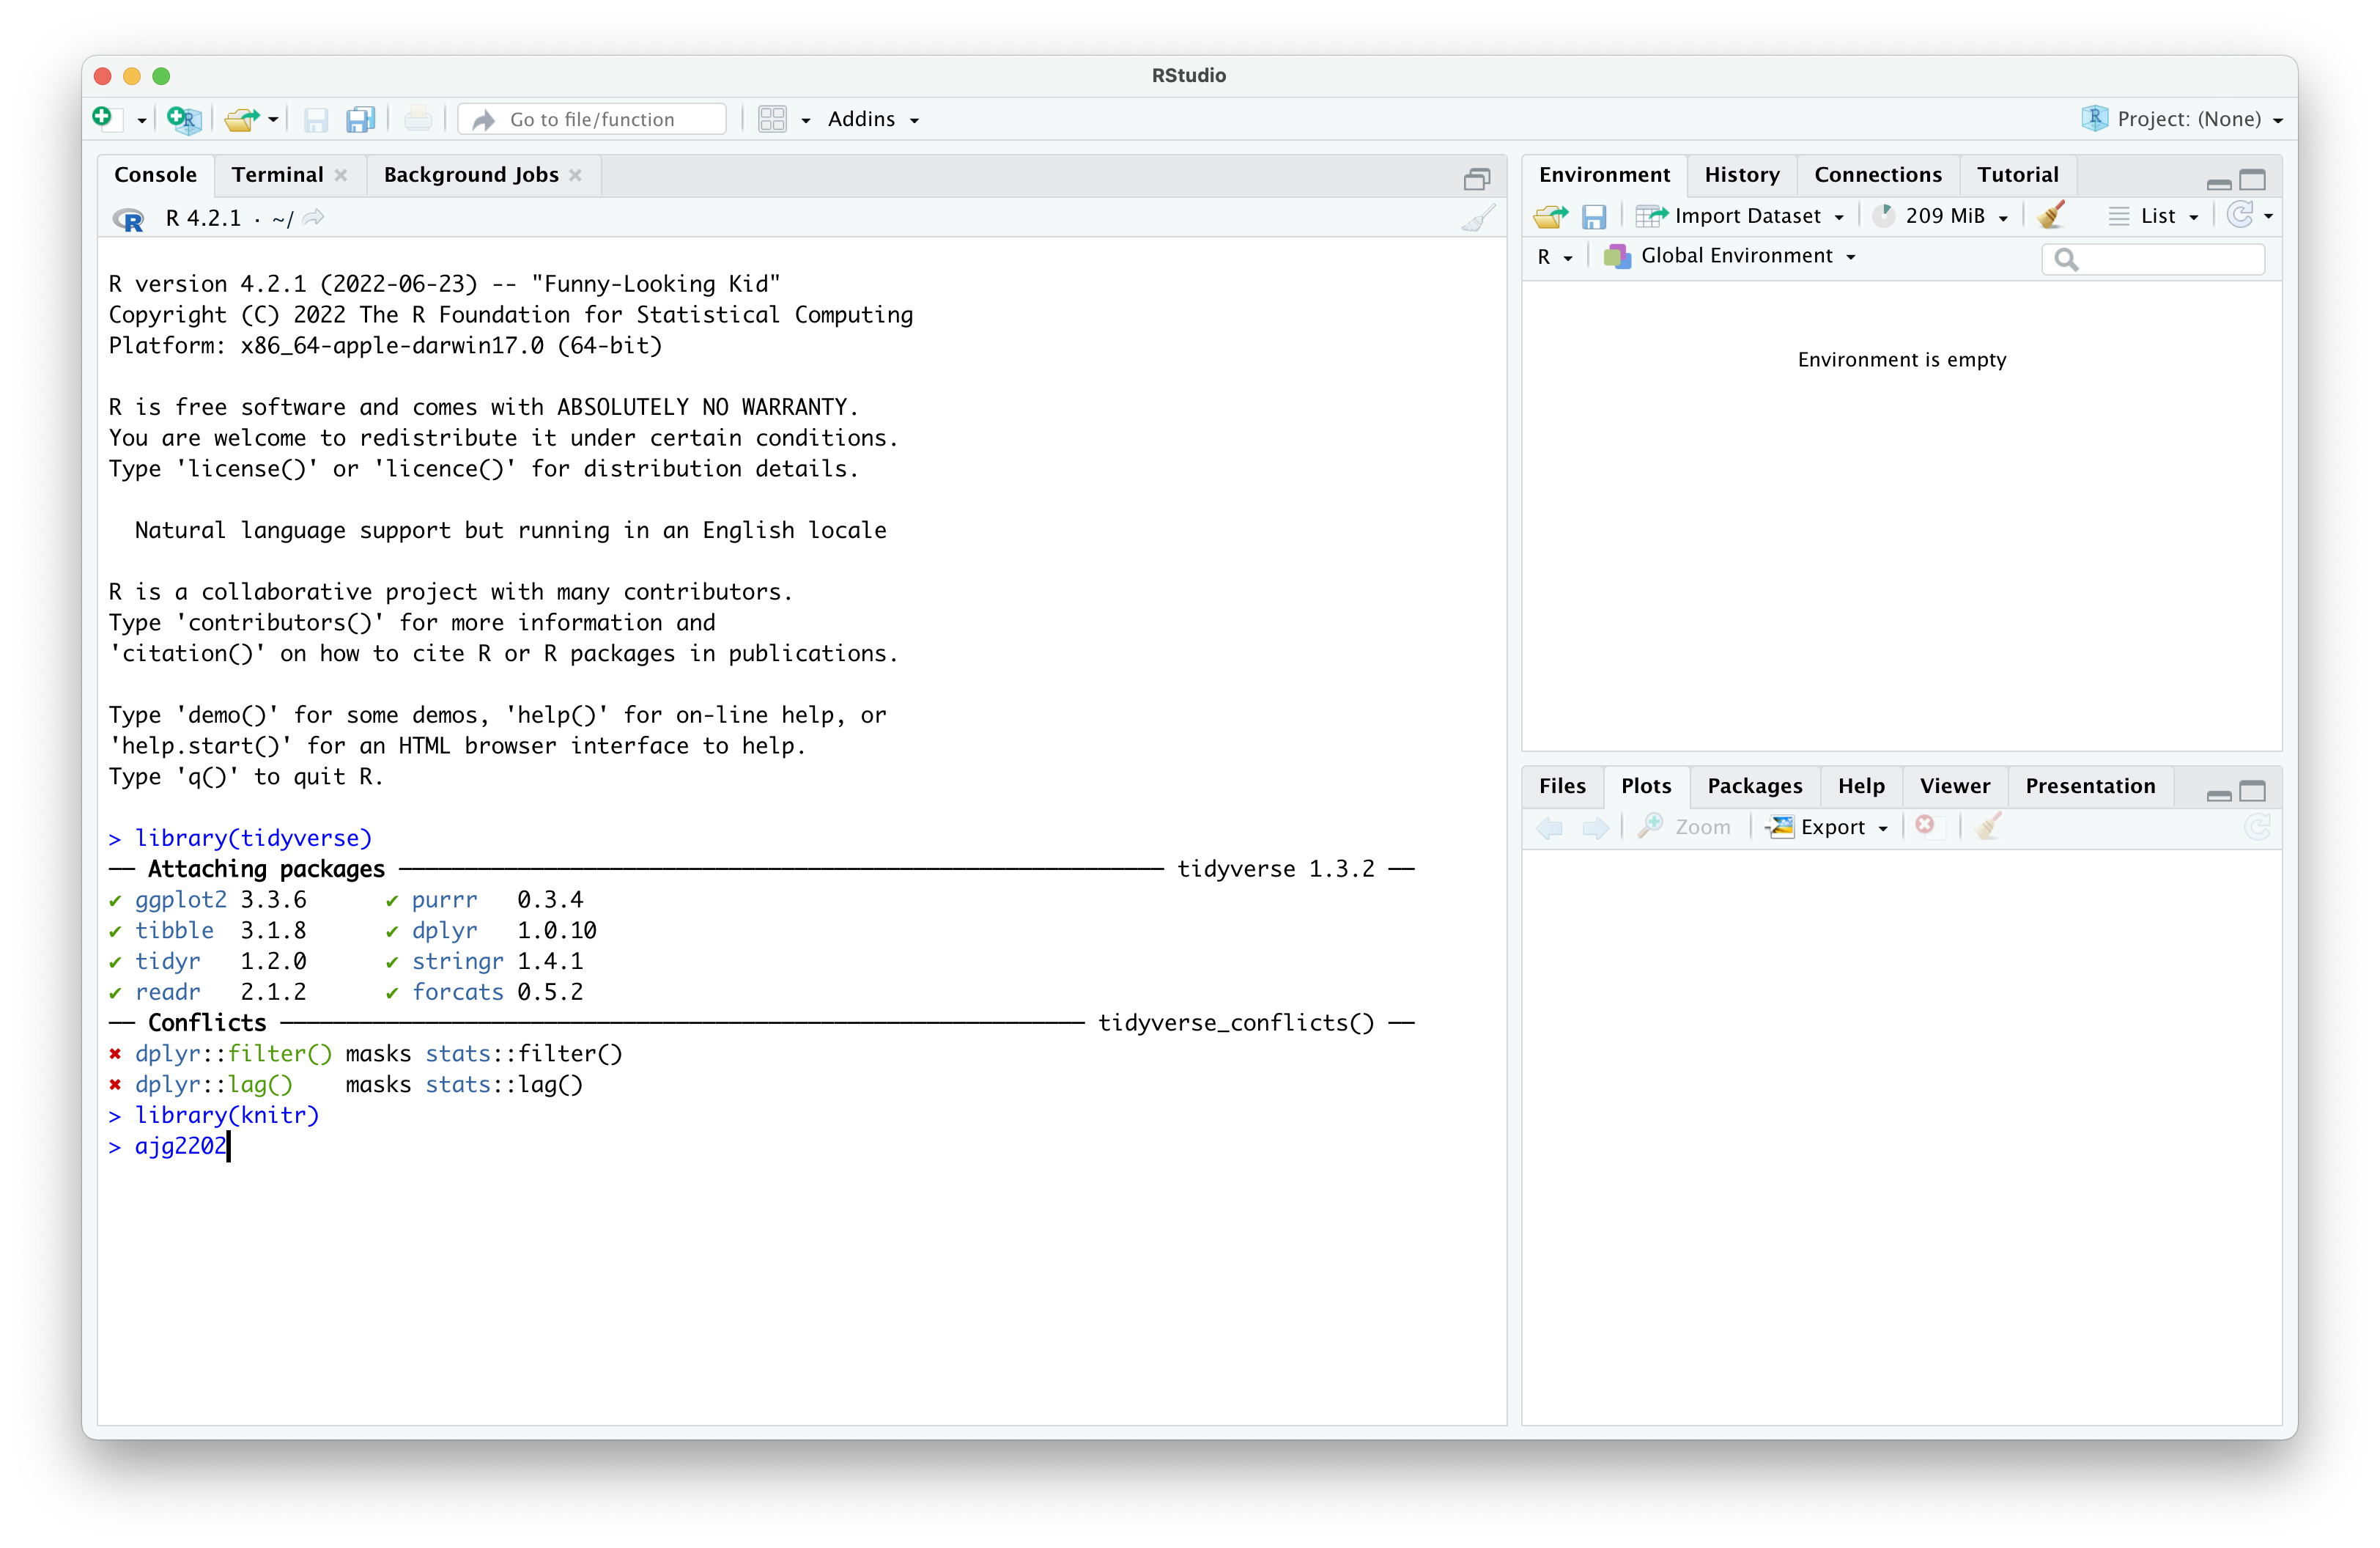 RStudio
Go to file/function
Addins
Project: (None)
Console Terminal Background Jobs
R 4.2.1 · ~/
R version 4.2.1 (2022-06-23) -- "Funny-Looking Kid"
Copyright (C) 2022 The R Foundation for Statistical Computing
Platform: x86_64-apple-darwin17.0 (64-bit)
R is free software and comes with ABSOLUTELY NO WARRANTY.
You are welcome to redistribute it under certain conditions.
Type 'license()' or 'licence()' for distribution details.
Natural language support but running in an English locale
R is a collaborative project with many contributors.
Type 'contributors()' for more information and
'citation()' on how to cite R or R packages in publications.
Type 'demo()' for some demos, 'help()' for on-line help, or
'help.start()' for an HTML browser interface to help.
Type 'q()' to quit R.
> library(tidyverse)
── Attaching packages ─────────────────────── tidyverse 1.3.2 ──
✔ ggplot2 3.3.6 ✔ purrr 0.3.4
✔ tibble 3.1.8 ✔ dplyr 1.0.10
✔ tidyr 1.2.0 ✔ stringr 1.4.1
✔ readr 2.1.2 ✔ forcats 0.5.2
── Conflicts ─────────────────────── tidyverse_conflicts() ──
✖ dplyr::filter() masks stats::filter()
✖ dplyr::lag() masks stats::lag()
> library(knitr)
> ajg2202
Environment History Connections Tutorial
Import Dataset 209 MiB List
R Global Environment
Environment is empty
Files Plots Packages Help Viewer Presentation
Zoom Export